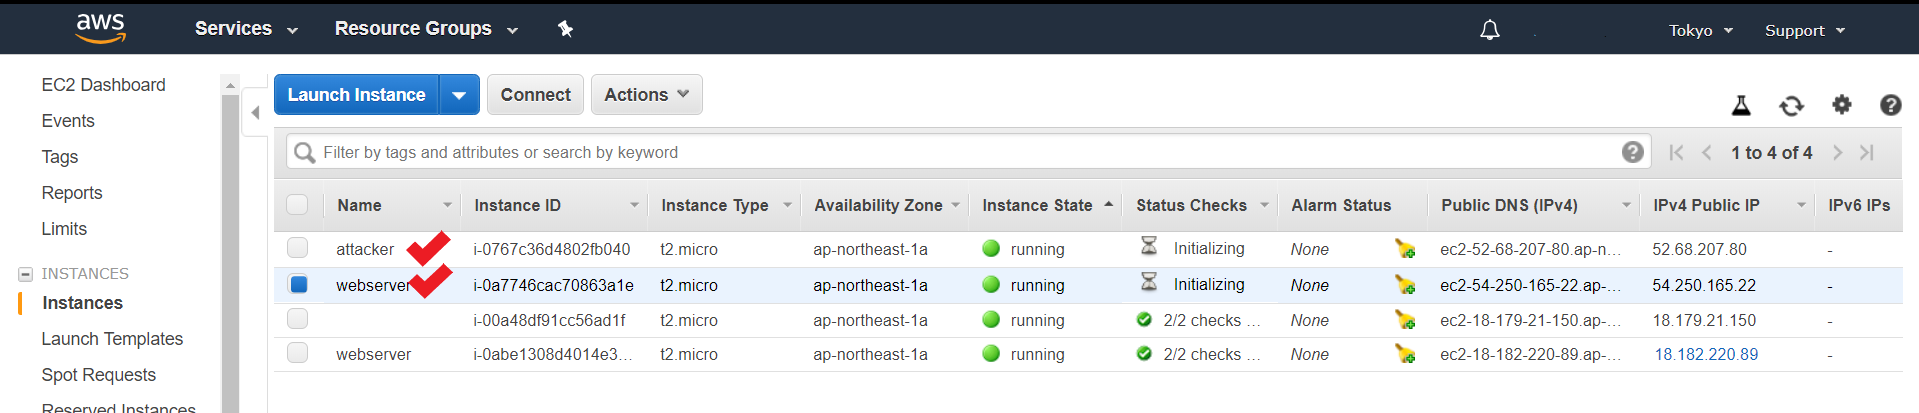 aws Services Resource Groups Tokyo Support
EC2 Dashboard
Events
Tags
Reports
Limits
INSTANCES
Instances
Launch Templates
Spot Requests
Reserved Instances
Launch Instance Connect Actions
Filter by tags and attributes or search by keyword ? 1 to 4 of 4
Name Instance ID Instance Type Availability Zone Instance State Status Checks Alarm Status Public DNS (IPv4) IPv4 Public IP IPv6 IPs
attacker i-0767c36d4802fb040 t2.micro ap-northeast-1a running Initializing None ec2-52-68-207-80.ap-n... 52.68.207.80 -
webserver i-0a7746cac70863a1e t2.micro ap-northeast-1a running Initializing None ec2-54-250-165-22.ap-... 54.250.165.22 -
i-00a48df91cc56ad1f t2.micro ap-northeast-1a running 2/2 checks ... None ec2-18-179-21-150.ap-... 18.179.21.150 -
webserver i-0abe1308d4014e3... t2.micro ap-northeast-1a running 2/2 checks ... None ec2-18-182-220-89.ap-... 18.182.220.89 -